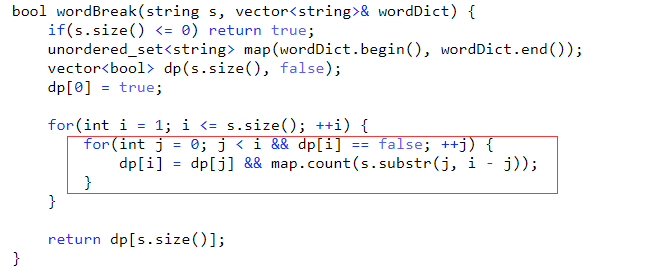 bool wordBreak(string s, vector<string>& wordDict) {
    if(s.size() <= 0) return true;
    unordered_set<string> map(wordDict.begin(), wordDict.end());
    vector<bool> dp(s.size(), false);
    dp[0] = true;

    for(int i = 1; i <= s.size(); ++i) {
        for(int j = 0; j < i && dp[i] == false; ++j) {
            dp[i] = dp[j] && map.count(s.substr(j, i - j));
        }
    }

    return dp[s.size()];
}